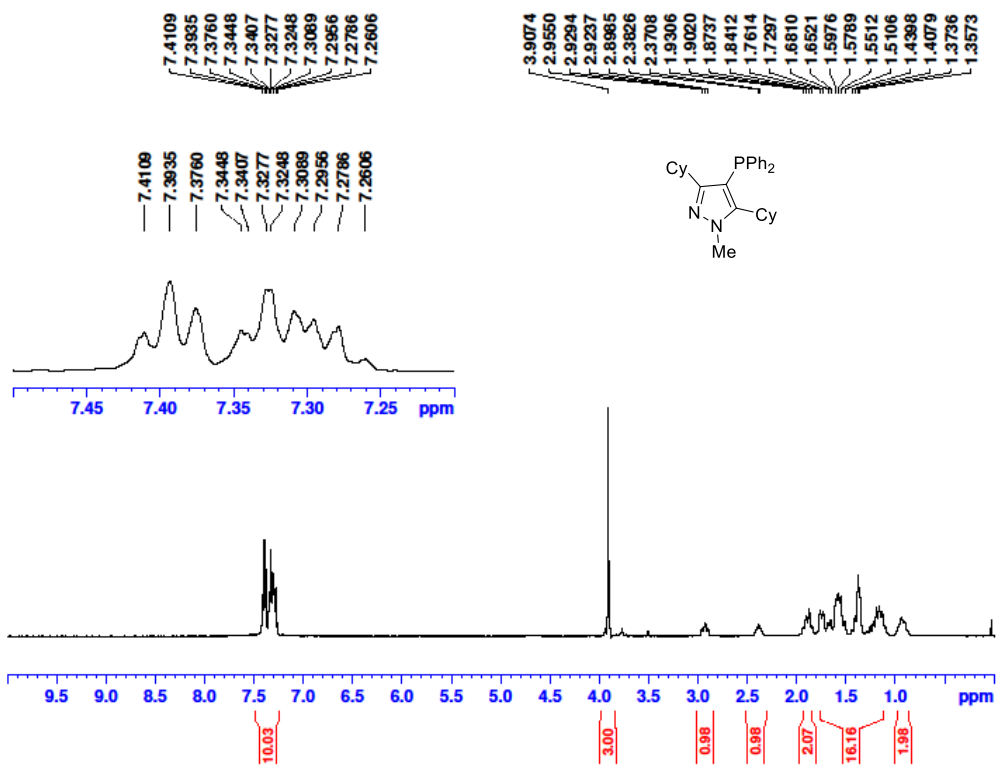 7.4109 7.3935 7.3760 7.3448 7.3407 7.3277 7.3248 7.3089 7.2956 7.2786 7.2606
3.9074 2.9550 2.9294 2.9237 2.8985 2.3826 2.3708 1.9306 1.9020 1.8737 1.8412 1.7614 1.7297 1.6810 1.6521 1.5976 1.5789 1.5512 1.5106 1.4398 1.4079 1.3736 1.3573
7.4109 7.3935 7.3760 7.3448 7.3407 7.3277 7.3248 7.3089 7.2956 7.2786 7.2606
Cy
PPh2
N
N
Cy
Me
7.45 7.40 7.35 7.30 7.25 ppm
9.5 9.0 8.5 8.0 7.5 7.0 6.5 6.0 5.5 5.0 4.5 4.0 3.5 3.0 2.5 2.0 1.5 1.0 ppm
10.03 3.00 0.98 0.98 2.07 16.16 1.98